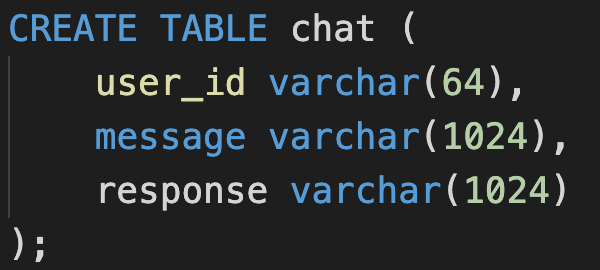 CREATE TABLE chat (
    user_id varchar(64),
    message varchar(1024),
    response varchar(1024)
);